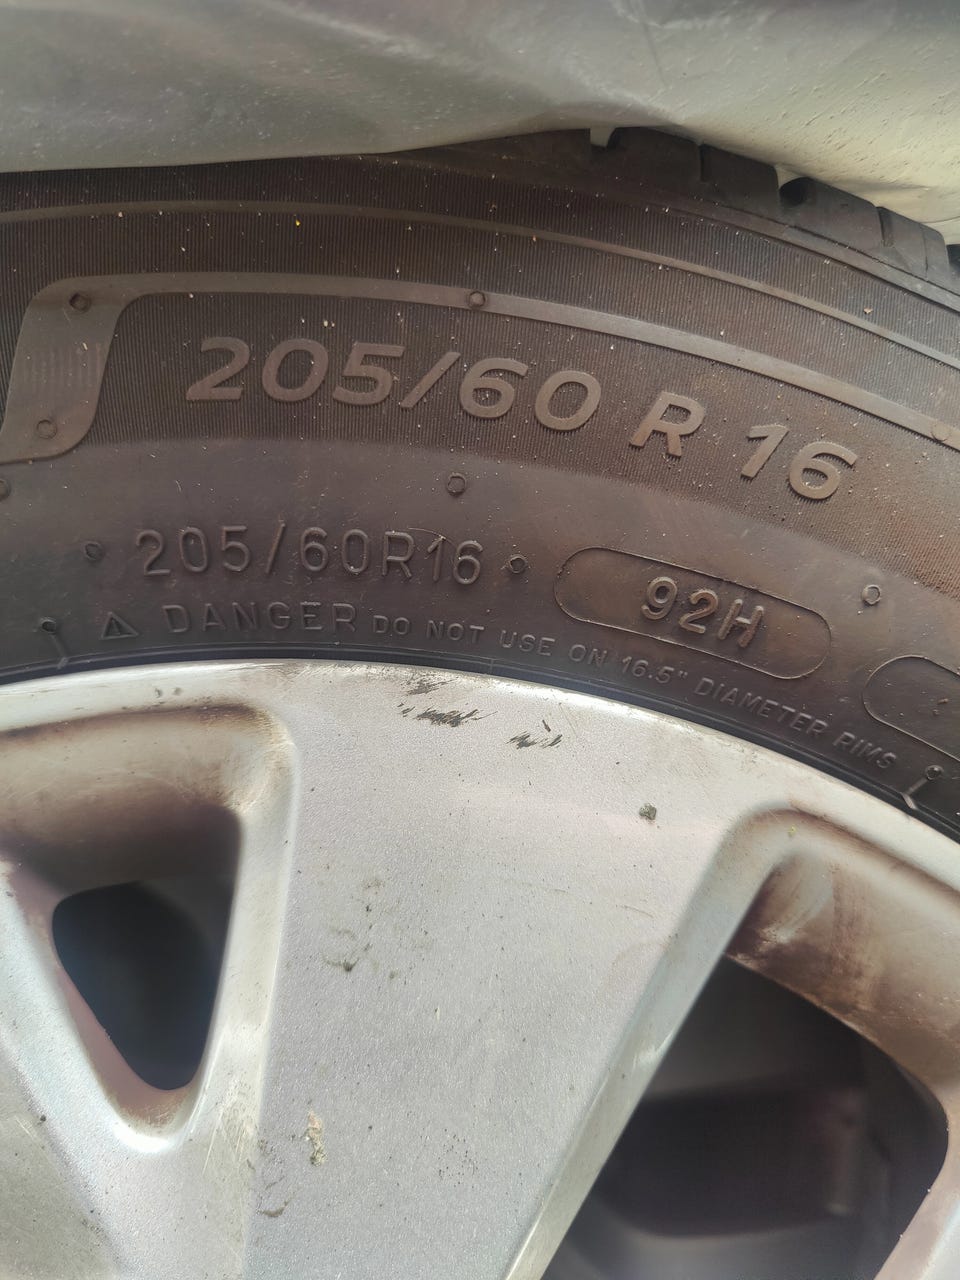 205/60 R 16
205/60R16 92H
⚠ DANGER DO NOT USE ON 16.5" DIAMETER RIMS